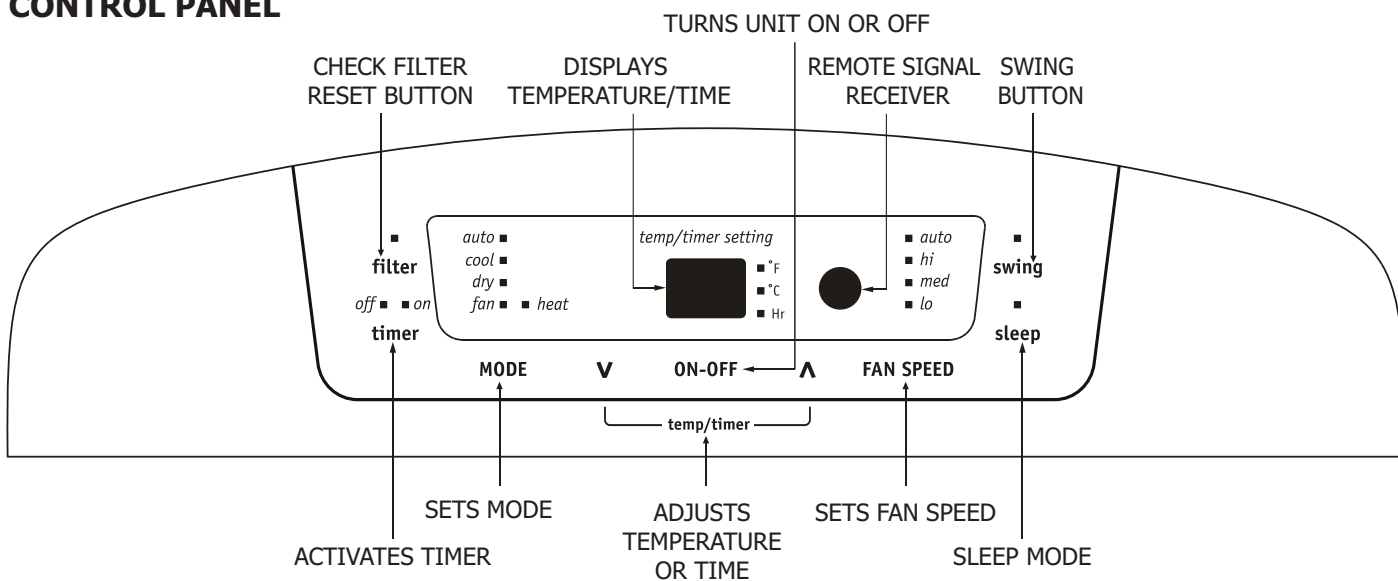 CONTROL PANEL
TURNS UNIT ON OR OFF
CHECK FILTER
RESET BUTTON
DISPLAYS
TEMPERATURE/TIME
REMOTE SIGNAL
RECEIVER
SWING
BUTTON
filter
off on
timer
auto
cool
dry
fan heat
temp/timer setting
°F
°C
Hr
auto
hi
med
lo
swing
sleep
MODE V ON-OFF Λ FAN SPEED
temp/timer
SETS MODE
ADJUSTS
TEMPERATURE
OR TIME
SETS FAN SPEED
ACTIVATES TIMER
SLEEP MODE